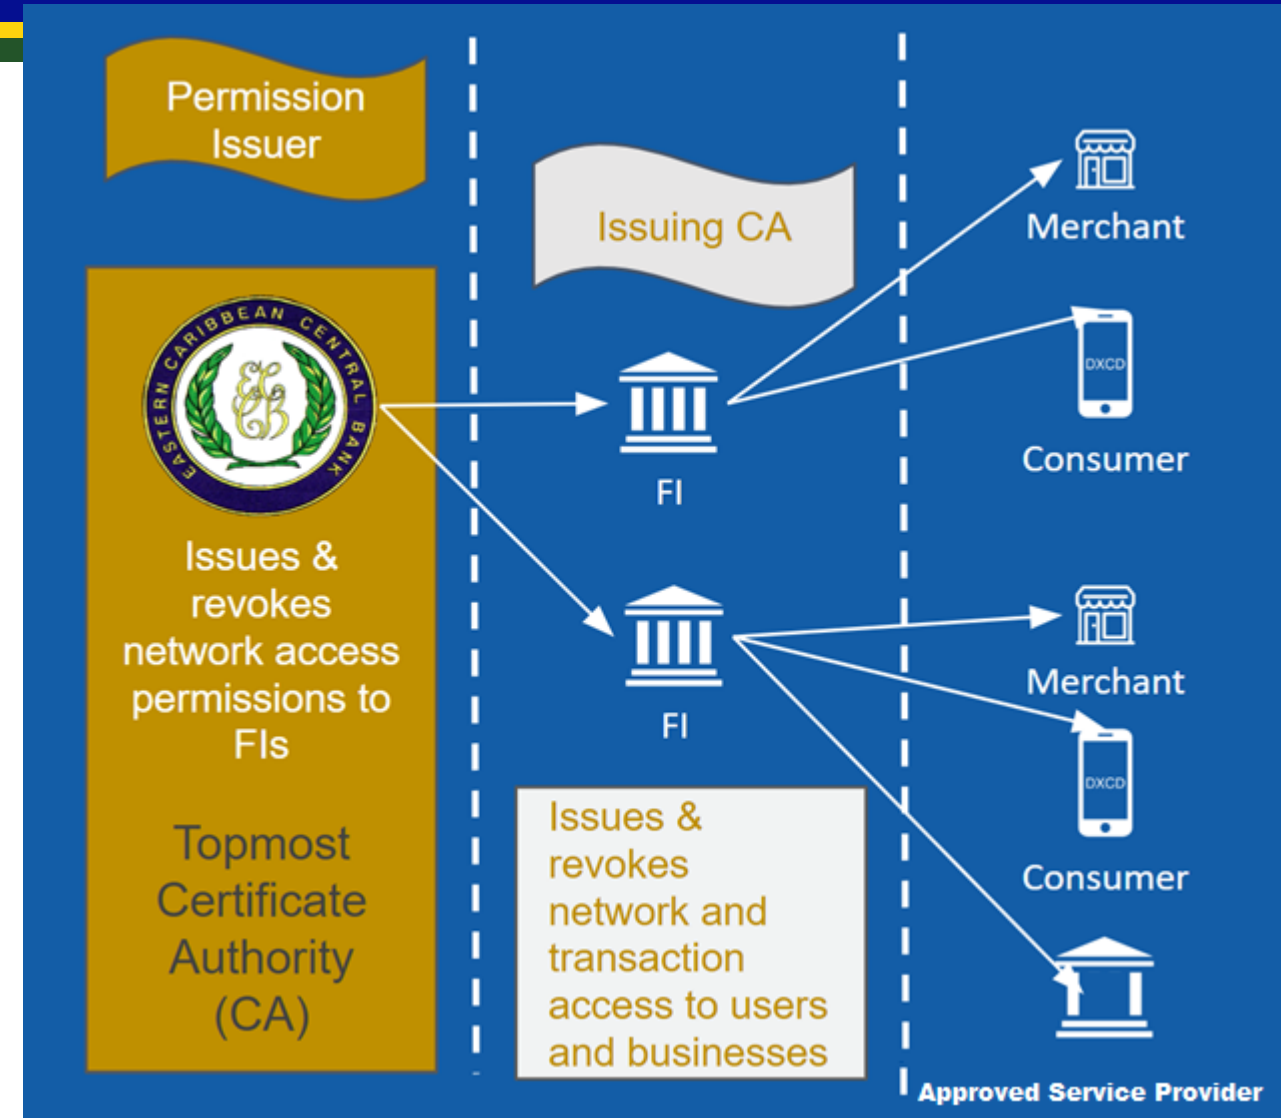 Permission
Issuer
EASTERN CARIBBEAN CENTRAL BANK
Issues &
revokes
network access
permissions to
FIs
Topmost
Certificate
Authority
(CA)
Issuing CA
FI
FI
Issues &
revokes
network and
transaction
access to users
and businesses
Merchant
DXCD
Consumer
Merchant
DXCD
Consumer
Approved Service Provider